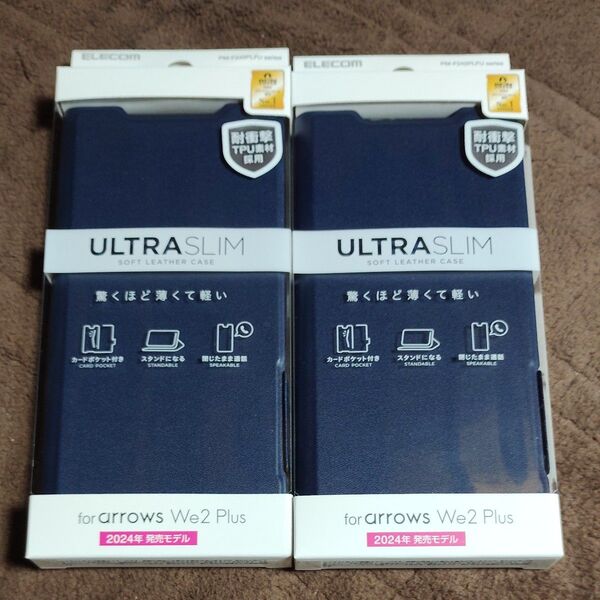 ELECOM
耐衝撃
TPU素材
採用
ULTRASLIM
SOFT LEATHER CASE
驚くほど薄くて軽い
カードポケット付き
CARD POCKET
スタンドになる
STANDABLE
閉じたまま通話
SPEAKABLE
for arrows We2 Plus
2024年 発売モデル
ELECOM
耐衝撃
TPU素材
採用
ULTRASLIM
SOFT LEATHER CASE
驚くほど薄くて軽い
カードポケット付き
CARD POCKET
スタンドになる
STANDABLE
閉じたまま通話
SPEAKABLE
for arrows We2 Plus
2024年 発売モデル